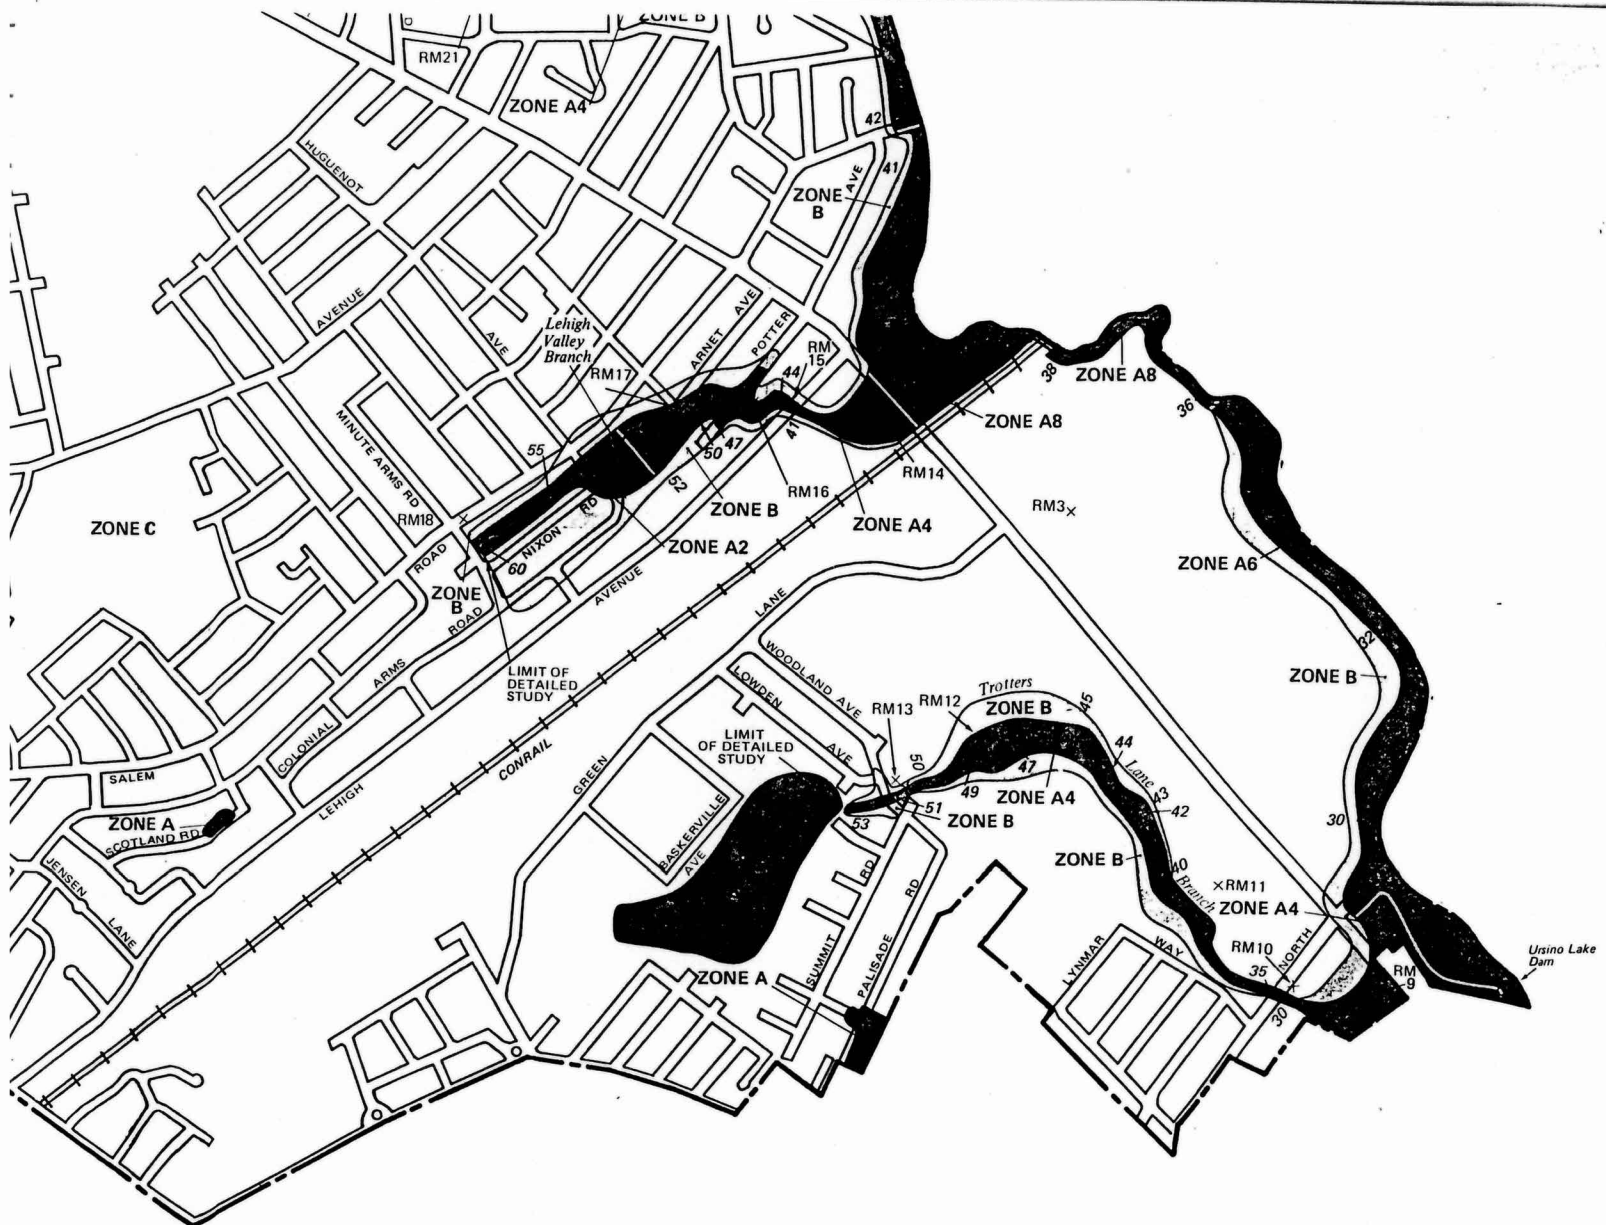 ZONE B
RM21
ZONE A4
42
HUGUENOT
41
AVE
ZONE
B
AVENUE
AVE
Lehigh
Valley
Branch
ARNET AVE
POTTER
RM
15
44
RM17
38
ZONE A8
36
ZONE A8
MINUTE ARMS RD
55
47
50
41
52
RM14
RM16
ZONE B
ZONE A4
RM3
ZONE C
RM18
NIXON RD
ZONE A2
60
ROAD
ZONE
B
ROAD
AVENUE
ZONE A6
LANE
32
WOODLAND AVE
LIMIT OF
DETAILED
STUDY
ARMS
LOWDEN
AVE
Trotters
ZONE B
ZONE B
45
RM13
RM12
LIMIT
OF DETAILED
STUDY
50
44
Lane
COLONIAL
CONRAIL
SALEM
GREEN
47
49
ZONE A4
43
42
LEHIGH
51
ZONE B
53
30
ZONE A
SCOTLAND RD
BASKERVILLE
AVE
ZONE B
40
Branch
JENSEN
LANE
RD
RD
RM11
ZONE A4
SUMMIT
PALISADE
LYNMAR
WAY
RM10
NORTH
35
30
RM
9
Ursino Lake
Dam
ZONE A